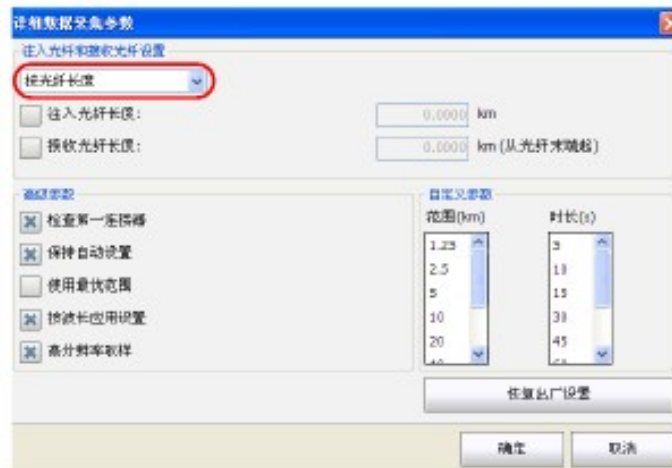 详细数据采集参数
注入光纤和接收光纤设置
按光纤长度
注入光纤长度: 0.0000 km
接收光纤长度: 0.0000 km (从光纤末端起)
高级参数
检查第一连接器
保持自动设置
使用最优范围
按波长应用设置
高分辨率取样
自定义参数
范围(km) 时长(s)
1.25 5
2.5 10
5 15
10 30
20 45
恢复出厂设置
确定 取消